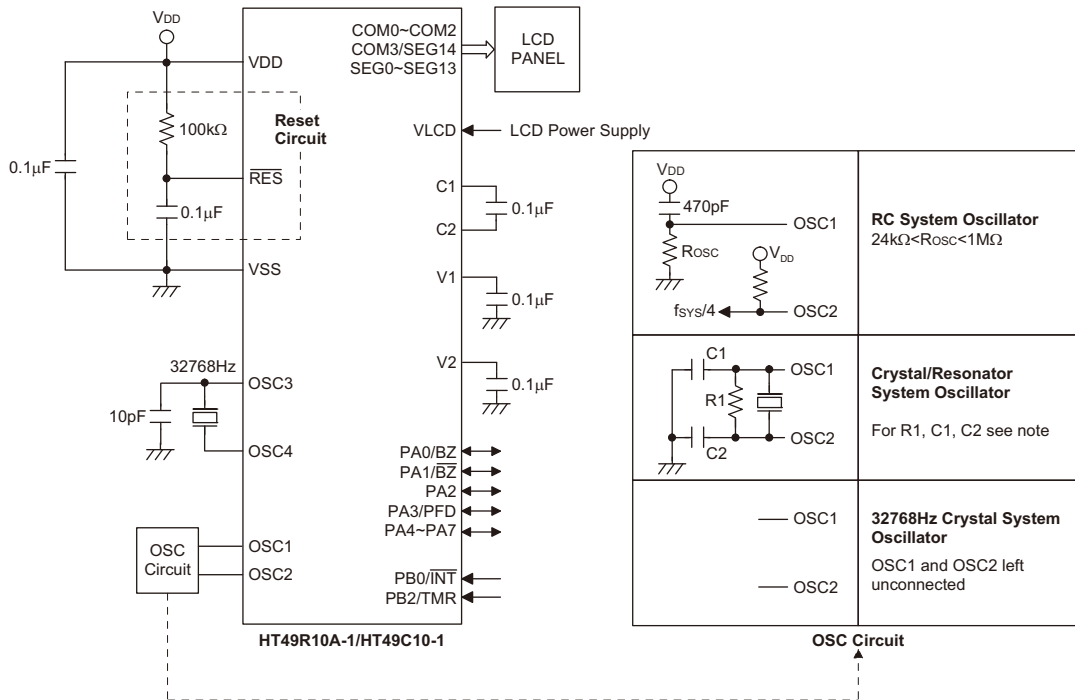 VDD
VDD
COM0~COM2
COM3/SEG14
SEG0~SEG13
LCD
PANEL
100kΩ
Reset
Circuit
VLCD
LCD Power Supply
0.1μF
RES
0.1μF
C1
0.1μF
C2
VSS
V1
0.1μF
V2
0.1μF
32768Hz
OSC3
10pF
OSC4
PA0/BZ
PA1/BZ
PA2
PA3/PFD
PA4~PA7
OSC
Circuit
OSC1
OSC2
PB0/INT
PB2/TMR
HT49R10A-1/HT49C10-1
VDD
470pF
OSC1
ROSC
VDD
fSYS/4
OSC2
RC System Oscillator
24kΩ<ROSC<1MΩ
C1
OSC1
R1
OSC2
C2
Crystal/Resonator
System Oscillator
For R1, C1, C2 see note
OSC1
OSC2
32768Hz Crystal System
Oscillator
OSC1 and OSC2 left
unconnected
OSC Circuit